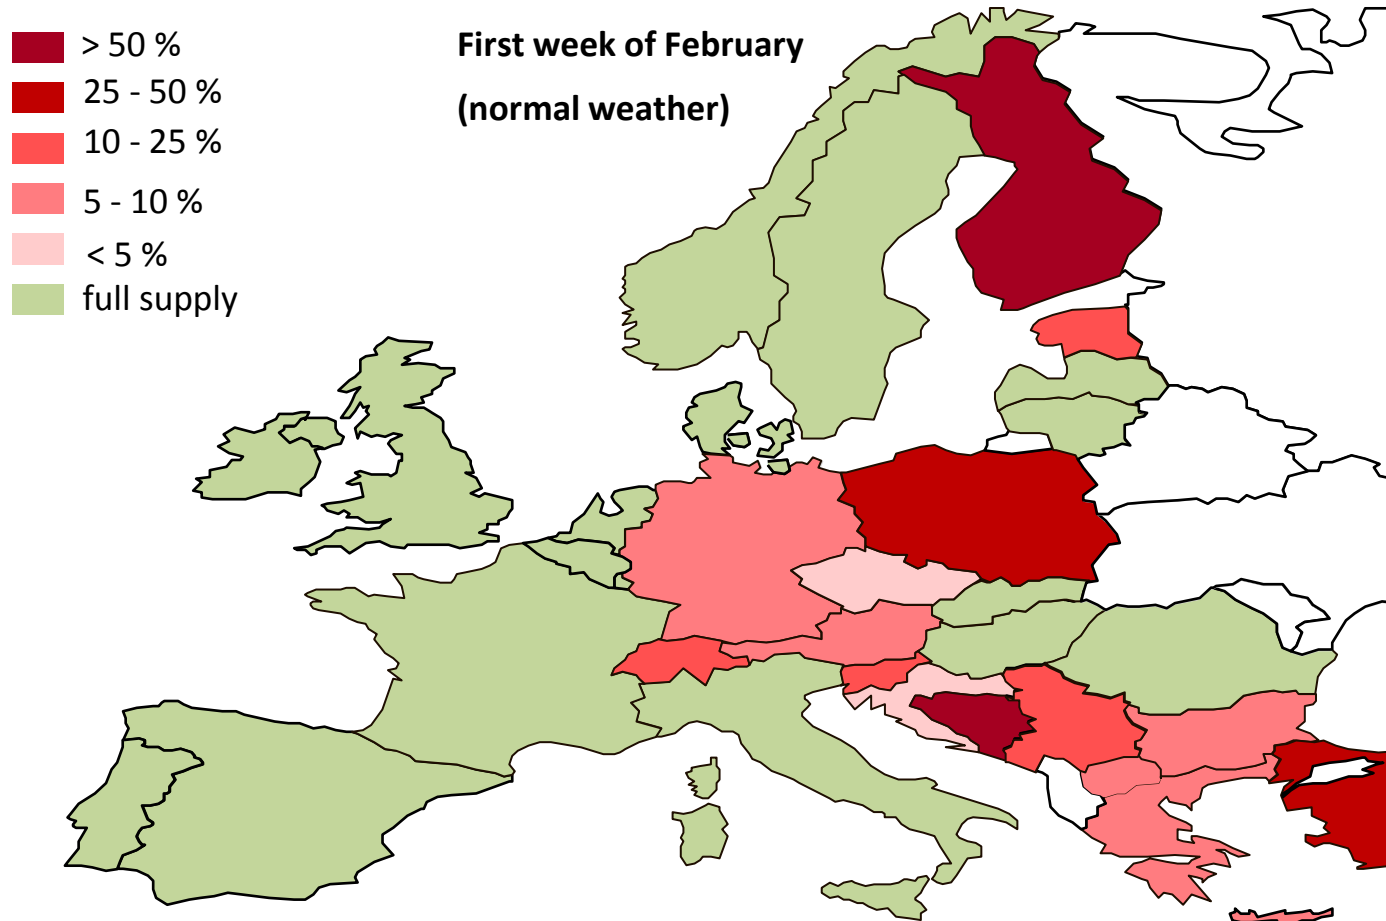 > 50 %
25 - 50 %
10 - 25 %
5 - 10 %
< 5 %
full supply
First week of February
(normal weather)